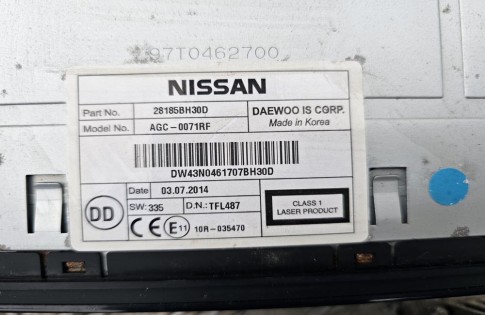 97T0462700
NISSAN
Part No. 28185BH30D DAEWOO IS CORP.
Model No. AGC-0071RF Made in Korea
DW43N0461707BH30D
Date 03.07.2014
DD SW: 335 D.N.: TFL487 CLASS 1
LASER PRODUCT
CE E11 10R-035470